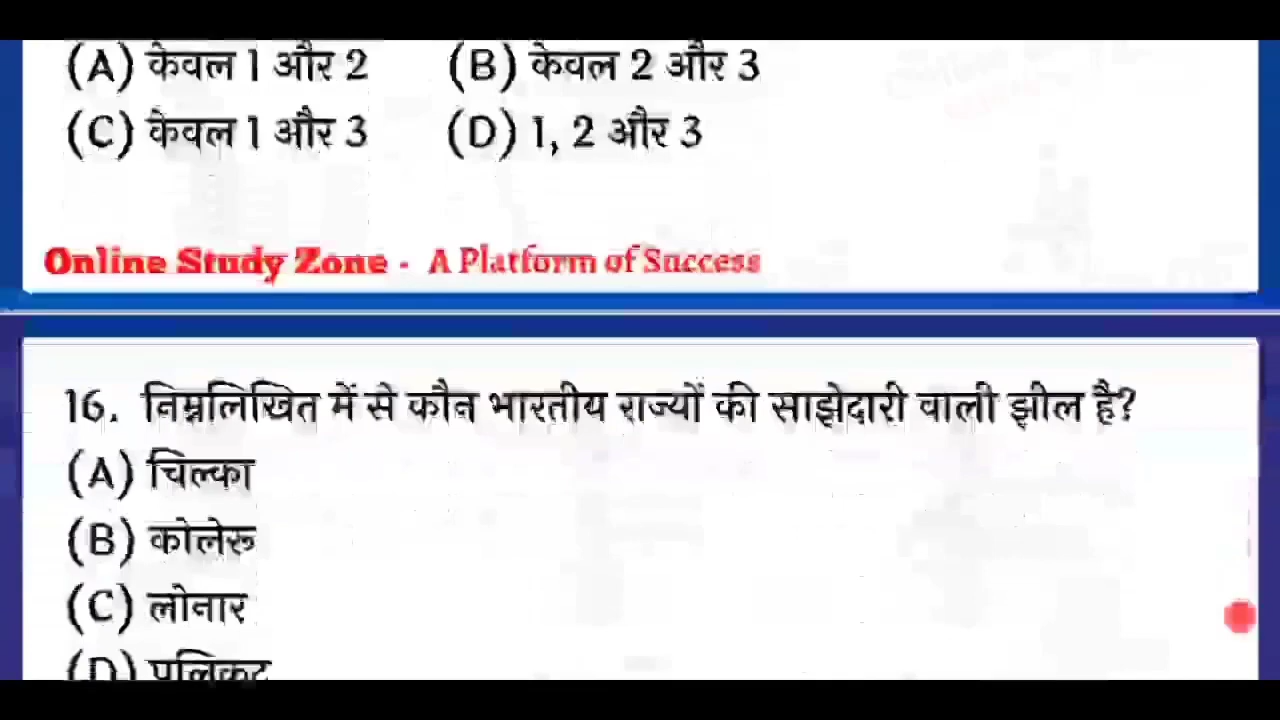 (A) केवल 1 और 2 (B) केवल 2 और 3
(C) केवल 1 और 3 (D) 1, 2 और 3
Online Study Zone - A Platform of Success
16. निम्नलिखित में से कौन भारतीय राज्यों की साझेदारी वाली झील है?
(A) चिल्का
(B) कोलेरू
(C) लोनार
(D) पुलिकट